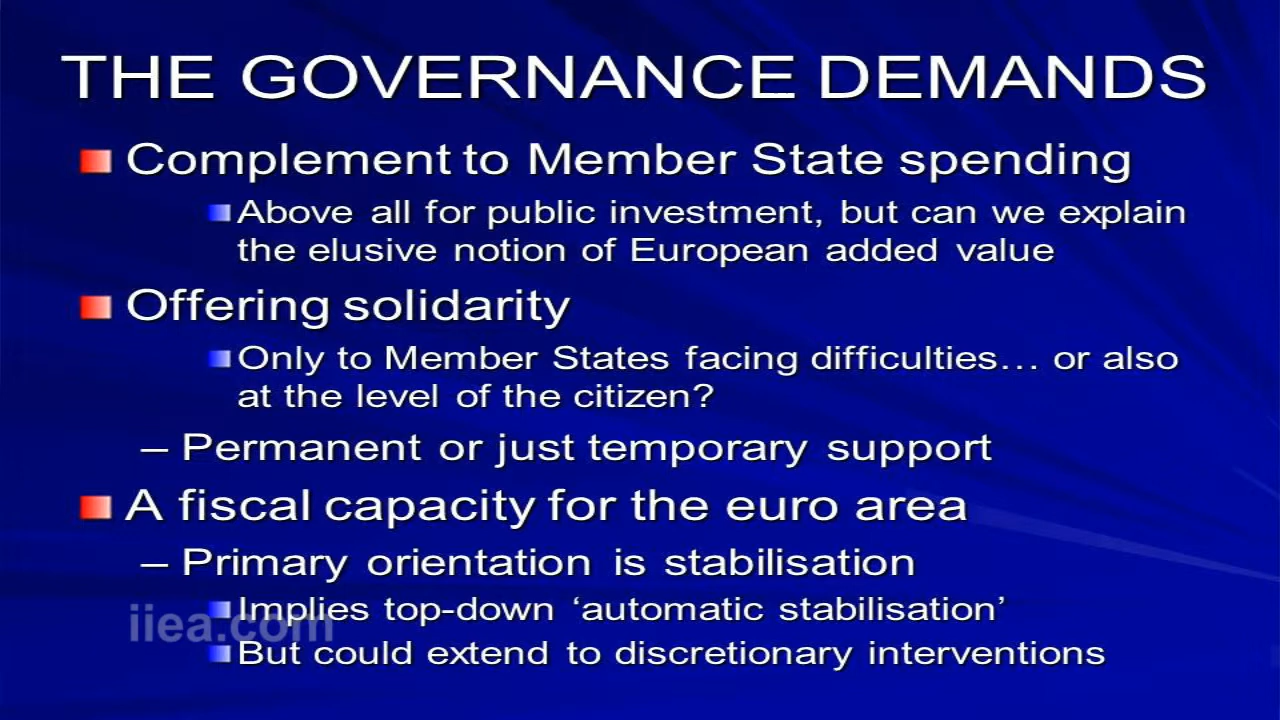 THE GOVERNANCE DEMANDS
Complement to Member State spending
Above all for public investment, but can we explain
the elusive notion of European added value
Offering solidarity
Only to Member States facing difficulties… or also
at the level of the citizen?
– Permanent or just temporary support
A fiscal capacity for the euro area
– Primary orientation is stabilisation
Implies top-down ‘automatic stabilisation’
iiea.com
But could extend to discretionary interventions